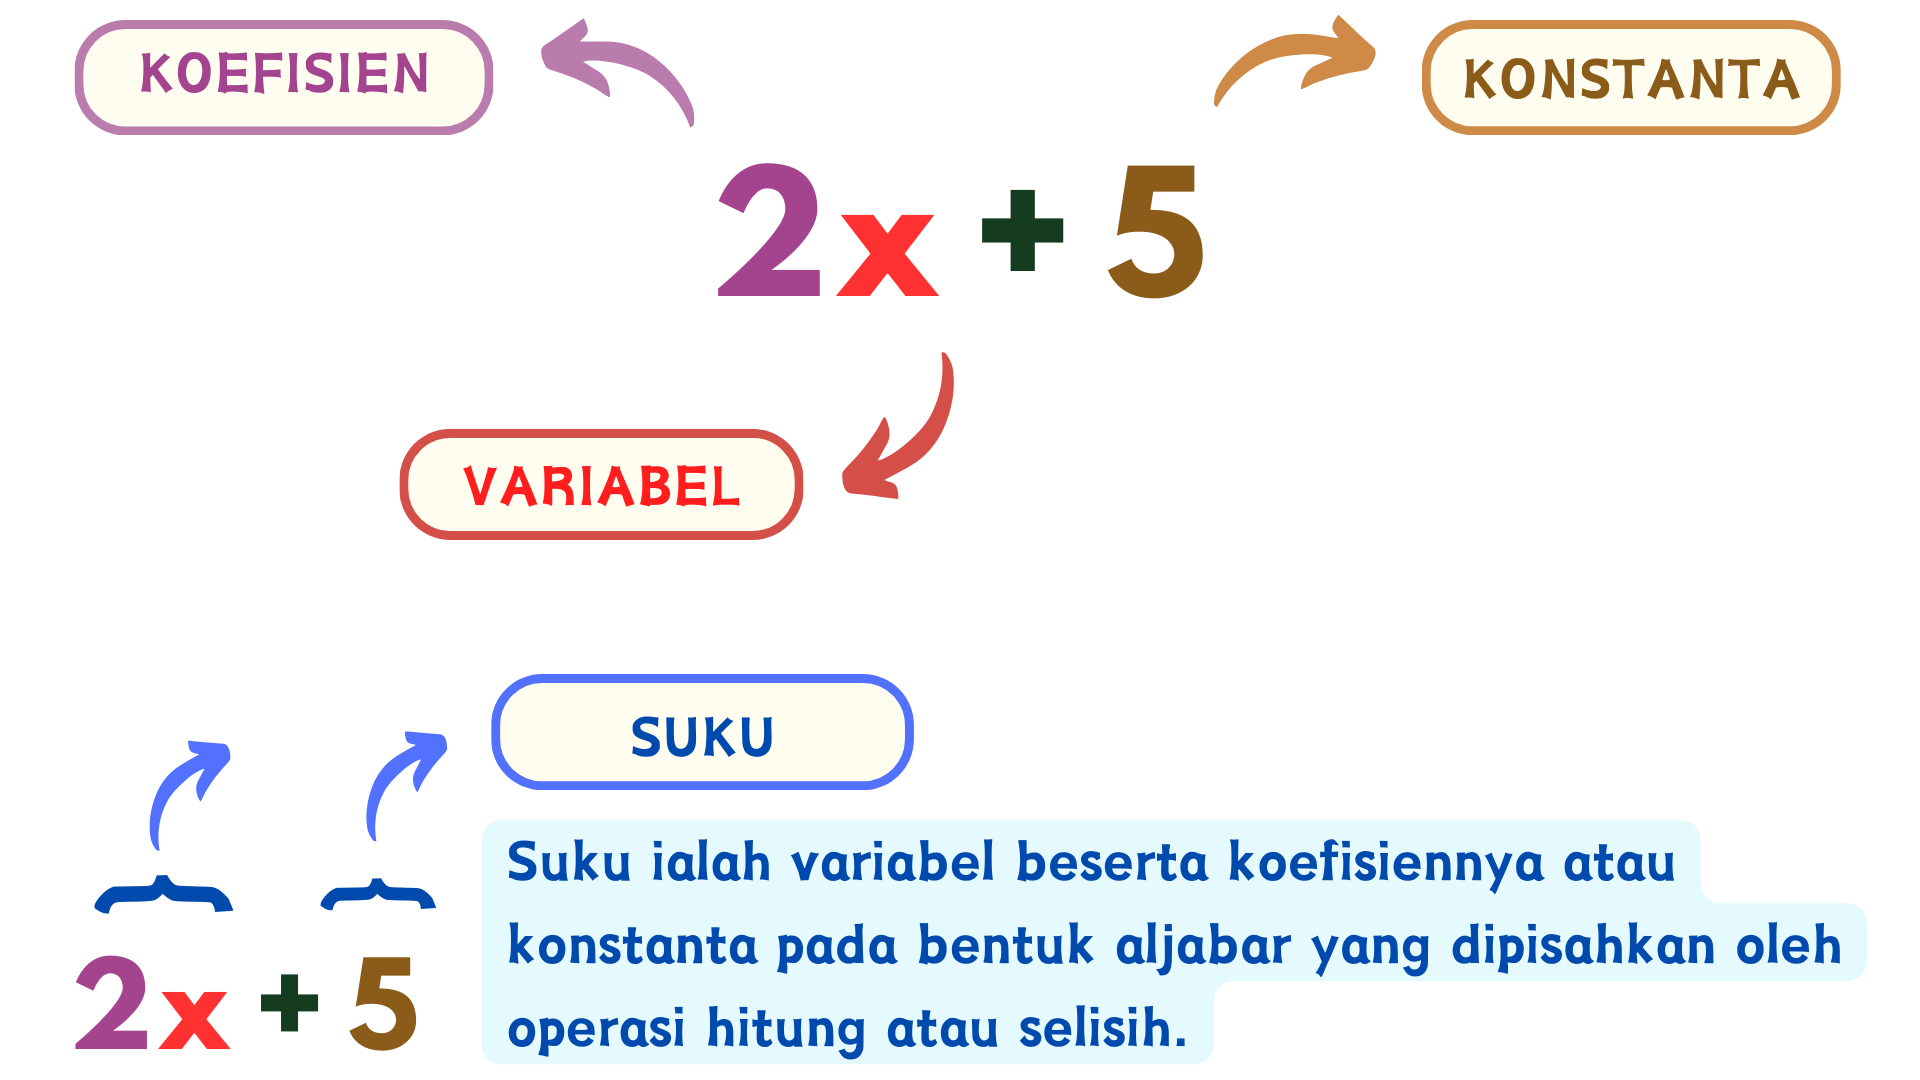 KOEFISIEN
KONSTANTA
2x + 5
VARIABEL
SUKU
2x + 5
Suku ialah variabel beserta koefisiennya atau
konstanta pada bentuk aljabar yang dipisahkan oleh
operasi hitung atau selisih.